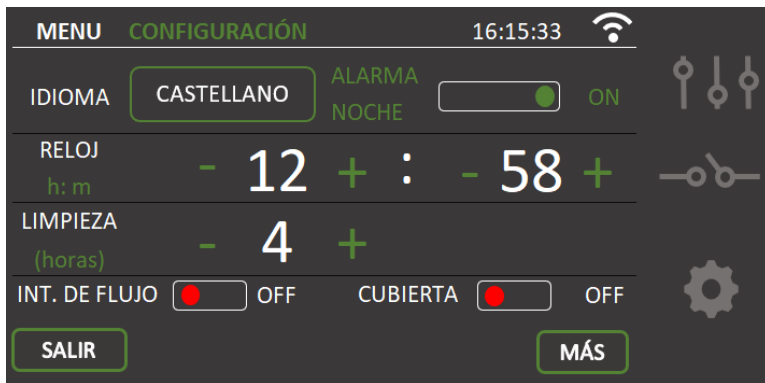 MENU CONFIGURACIÓN 16:15:33
IDIOMA CASTELLANO ALARMA NOCHE ON
RELOJ
h: m - 12 + : - 58 +
LIMPIEZA
(horas) - 4 +
INT. DE FLUJO OFF CUBIERTA OFF
SALIR MÁS